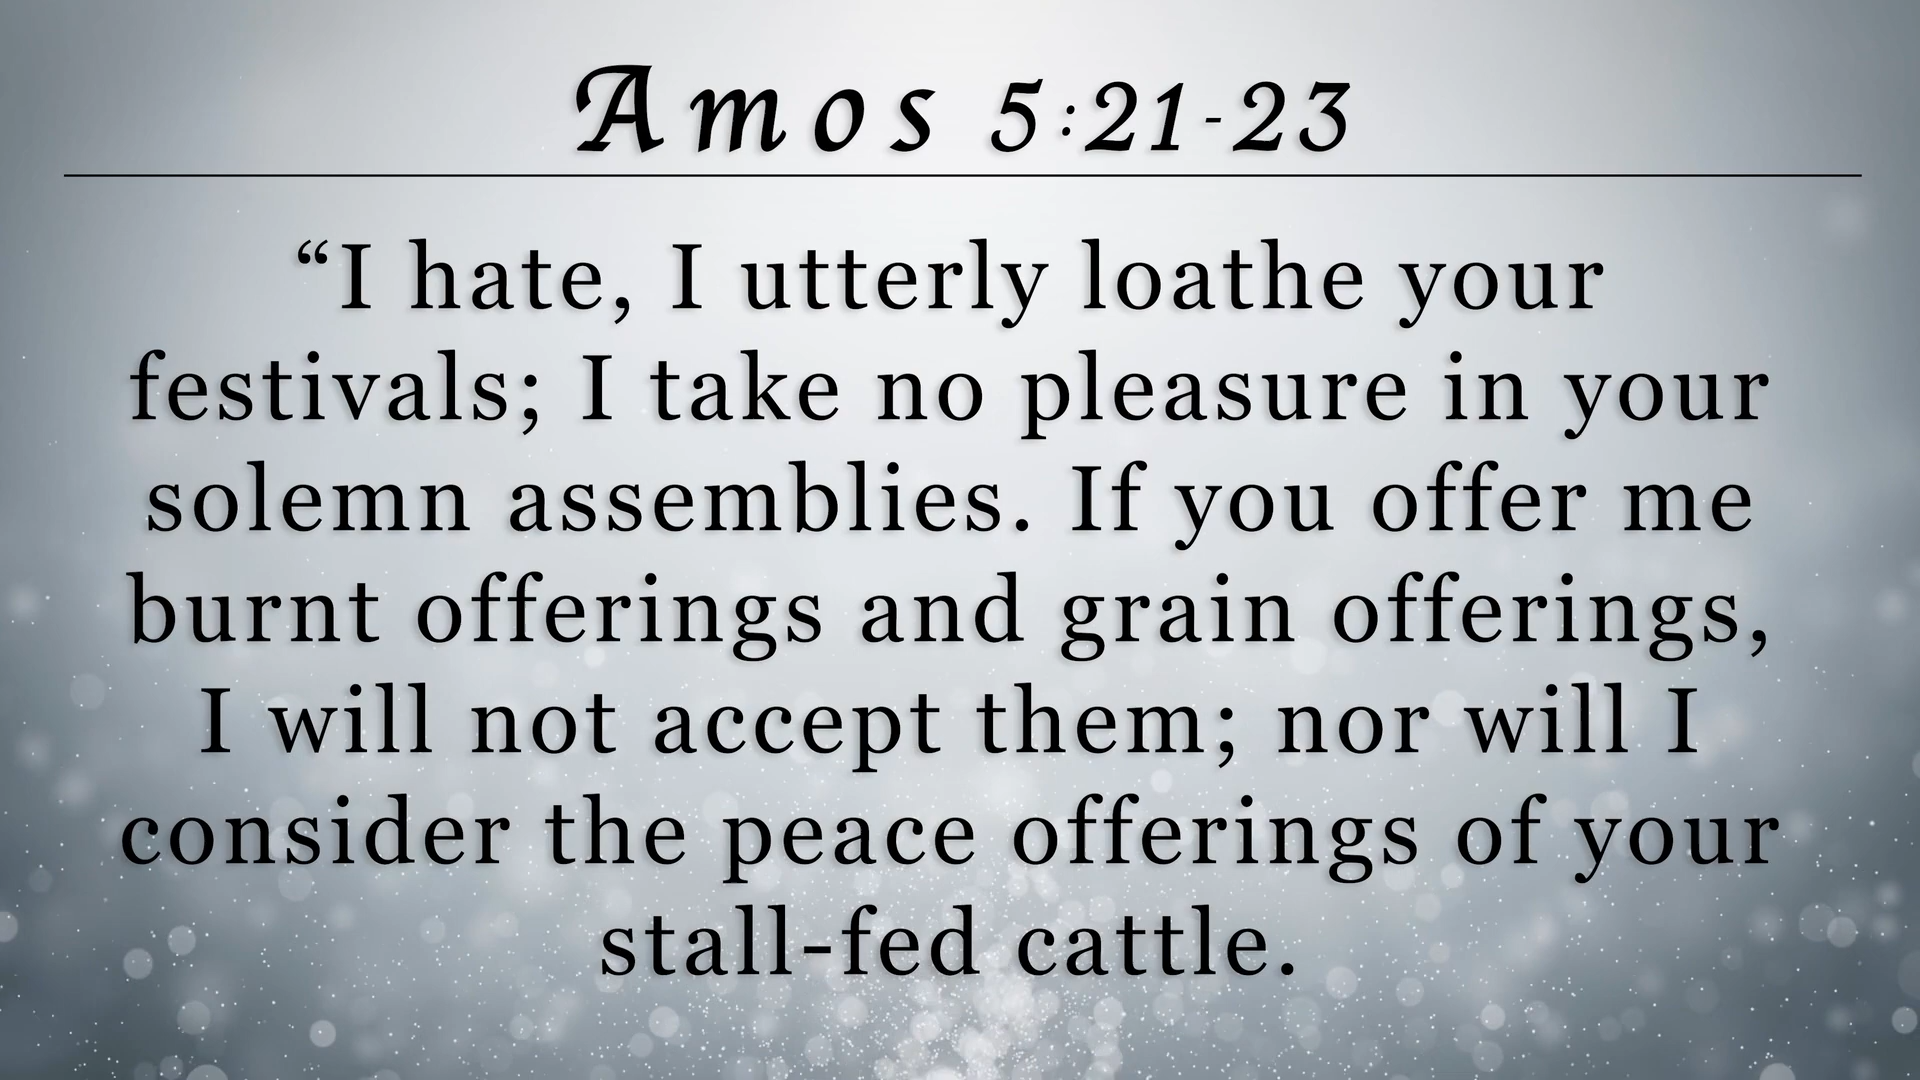 Amos 5:21-23
“I hate, I utterly loathe your
festivals; I take no pleasure in your
solemn assemblies. If you offer me
burnt offerings and grain offerings,
I will not accept them; nor will I
consider the peace offerings of your
stall-fed cattle.